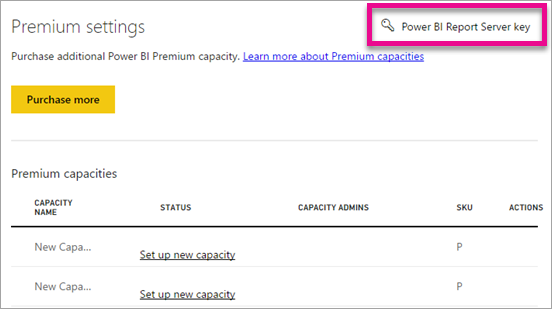 Premium settings
Power BI Report Server key
Purchase additional Power BI Premium capacity. Learn more about Premium capacities
Purchase more
Premium capacities
CAPACITY NAME STATUS CAPACITY ADMINS SKU ACTIONS
New Capa... Set up new capacity P
New Capa... Set up new capacity P